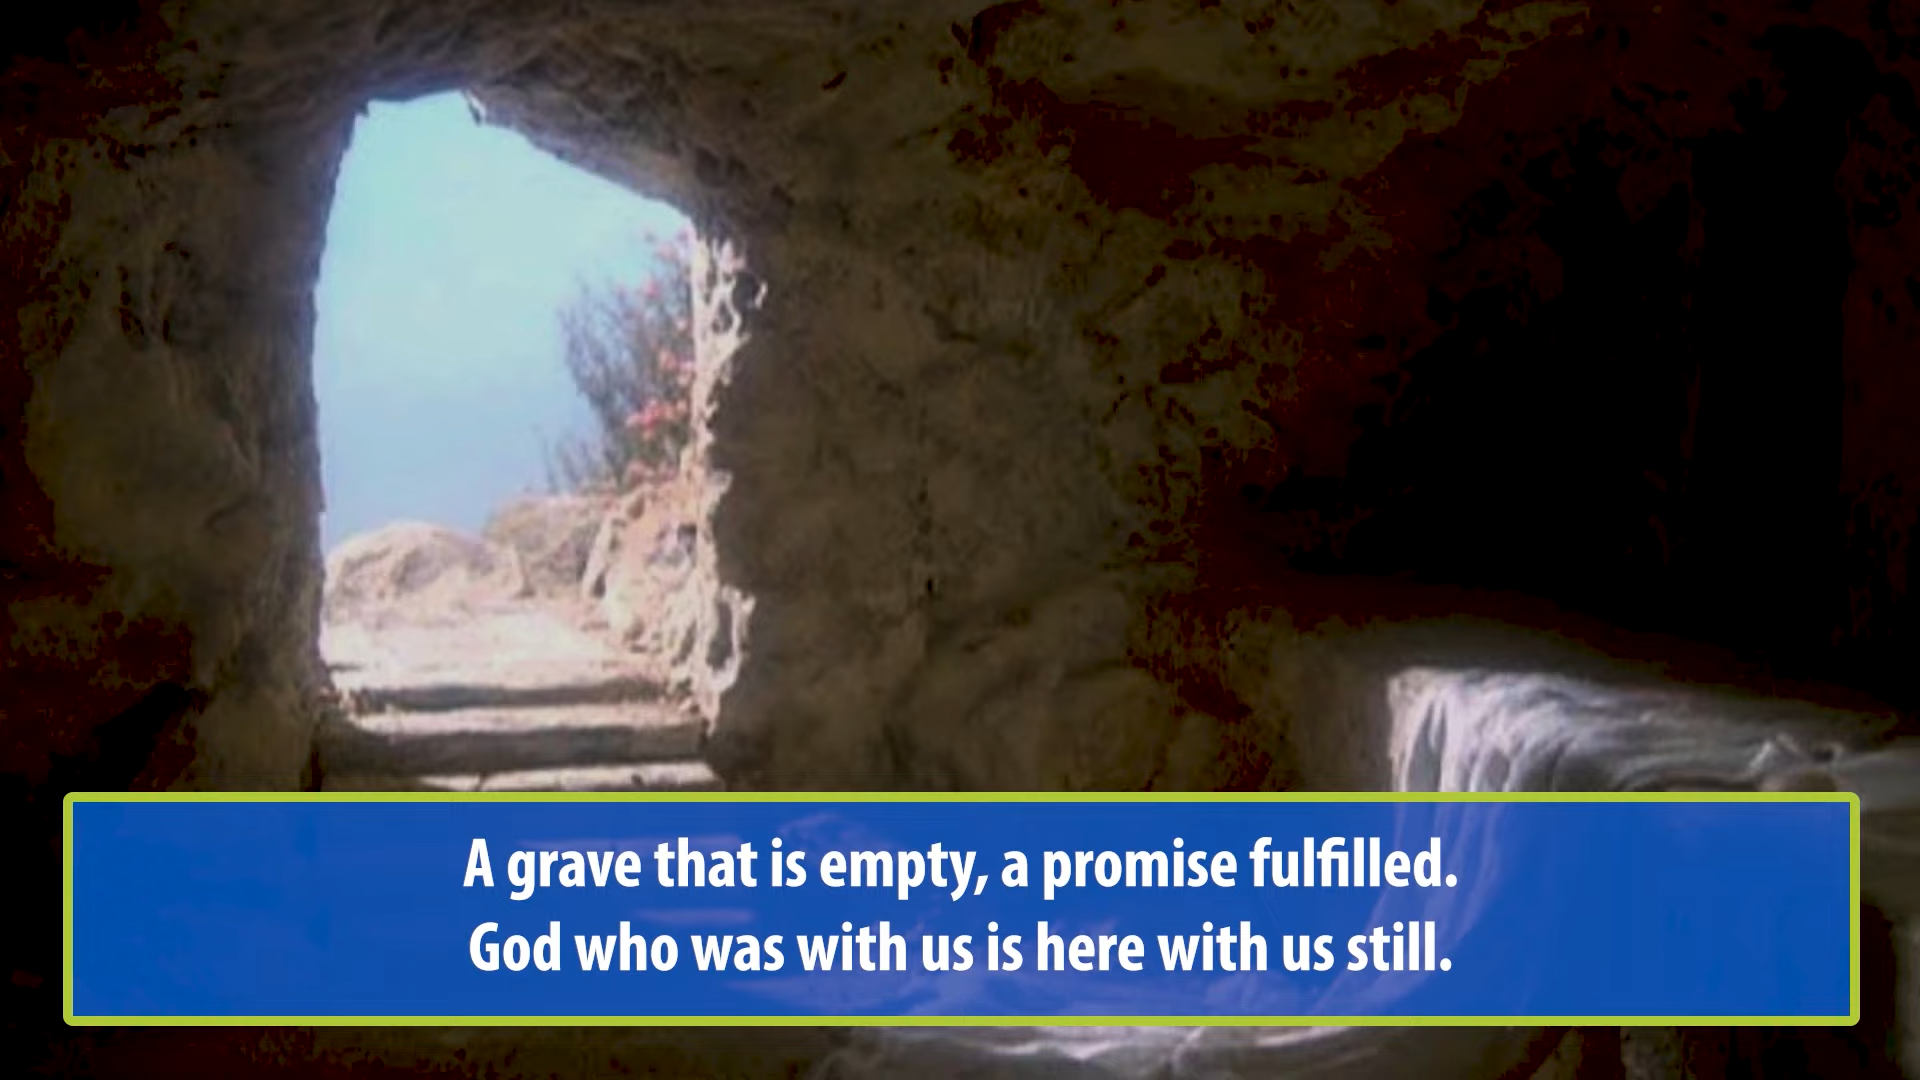 A grave that is empty, a promise fulfilled.
God who was with us is here with us still.